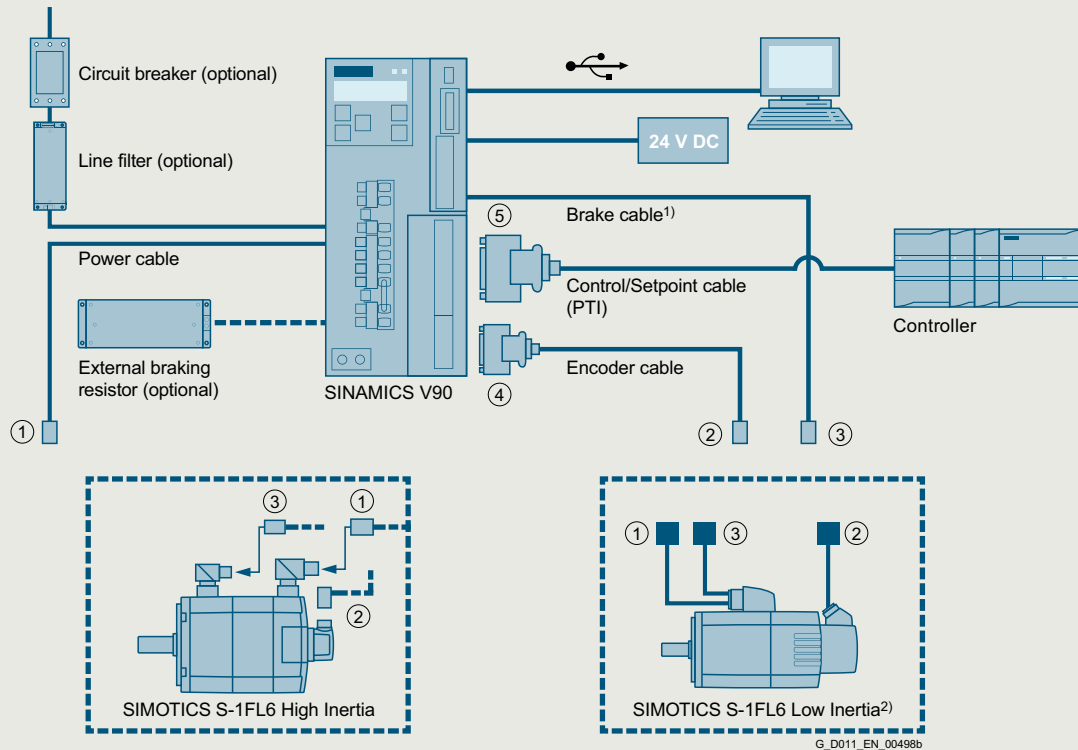 Circuit breaker (optional)
Line filter (optional)
24 V DC
⑤
Brake cable1)
Power cable
Control/Setpoint cable
(PTI)
Controller
External braking
resistor (optional)
SINAMICS V90
④
Encoder cable
①
②
③
③
①
②
SIMOTICS S-1FL6 High Inertia
①
③
②
SIMOTICS S-1FL6 Low Inertia2)
G_D011_EN_00498b